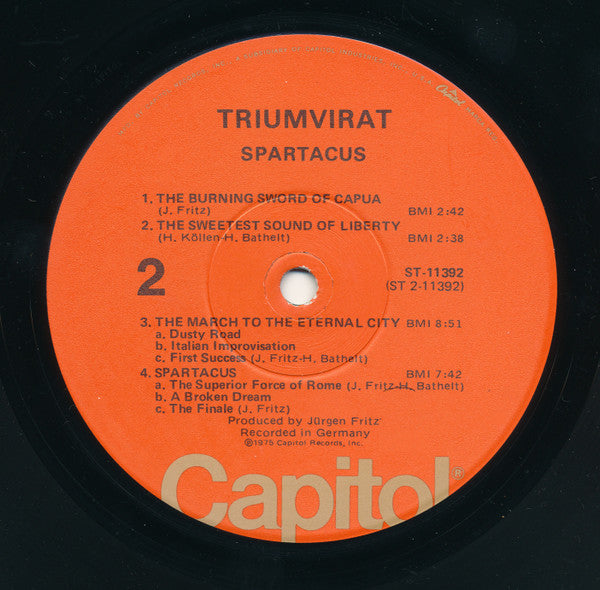 TRIUMVIRAT
SPARTACUS
1. THE BURNING SWORD OF CAPUA
(J. Fritz) BMI 2:42
2. THE SWEETEST SOUND OF LIBERTY
(H. Köllen-H. Bathelt) BMI 2:38
2
ST-11392
(ST 2-11392)
3. THE MARCH TO THE ETERNAL CITY BMI 8:51
a. Dusty Road
b. Italian Improvisation
c. First Success (J. Fritz-H. Bathelt)
4. SPARTACUS BMI 7:42
a. The Superior Force of Rome (J. Fritz-H. Bathelt)
b. A Broken Dream
c. The Finale (J. Fritz)
Produced by Jürgen Fritz
Recorded in Germany
℗1975 Capitol Records, Inc.
Capitol®
Capitol